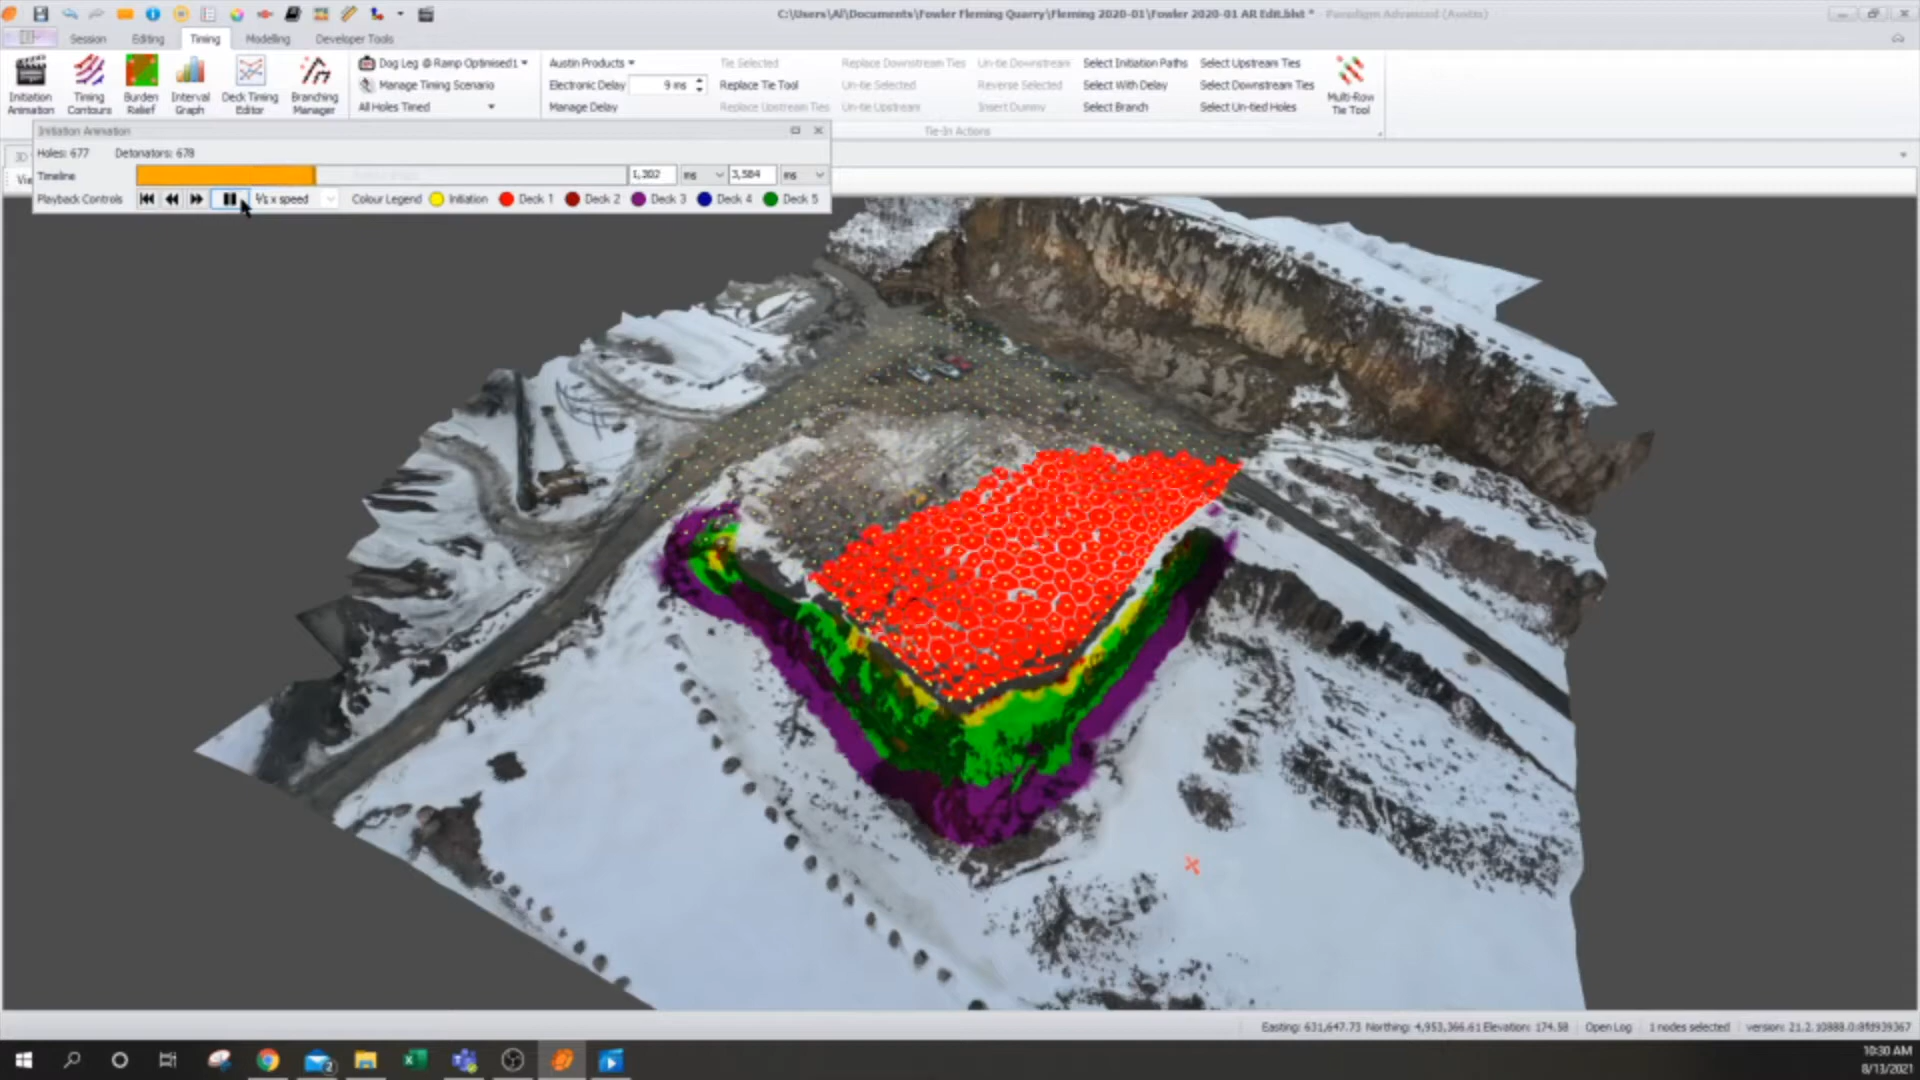 C:\Users\Al\Documents\Fowler Fleming Quarry\Fleming 2020-01\Fowler 2020-01 AR Edit.blst * - Paradigm Advanced (Austin)
Session Editing Timing Modelling Developer Tools
Initiation Animation
Timing Contours
Burden Relief
Interval Graph
Deck Timing Editor
Branching Manager
Dog Leg @ Ramp Optimised1
Manage Timing Scenario
All Holes Timed
Austin Products
Electronic Delay 9 ms
Manage Delay
Tie Selected
Replace Tie Tool
Replace Upstream Ties
Replace Downstream Ties
Un-tie Selected
Un-tie Upstream
Un-tie Downstream
Reverse Selected
Insert Dummy
Select Initiation Paths
Select With Delay
Select Branch
Select Upstream Ties
Select Downstream Ties
Select Un-tied Holes
Multi-Row Tie Tool
Tie-In Actions
Initiation Animation
3D
Holes: 677 Detonators: 678
Timeline 1,302 ms 3,584 ms
Playback Controls ⅕ x speed Colour Legend Initiation Deck 1 Deck 2 Deck 3 Deck 4 Deck 5
Easting: 631,647.73 Northing: 4,953,366.61 Elevation: 174.58 Open Log 1 nodes selected version: 21.2.10888.0:8fd939367
2
10:30 AM
8/13/2021